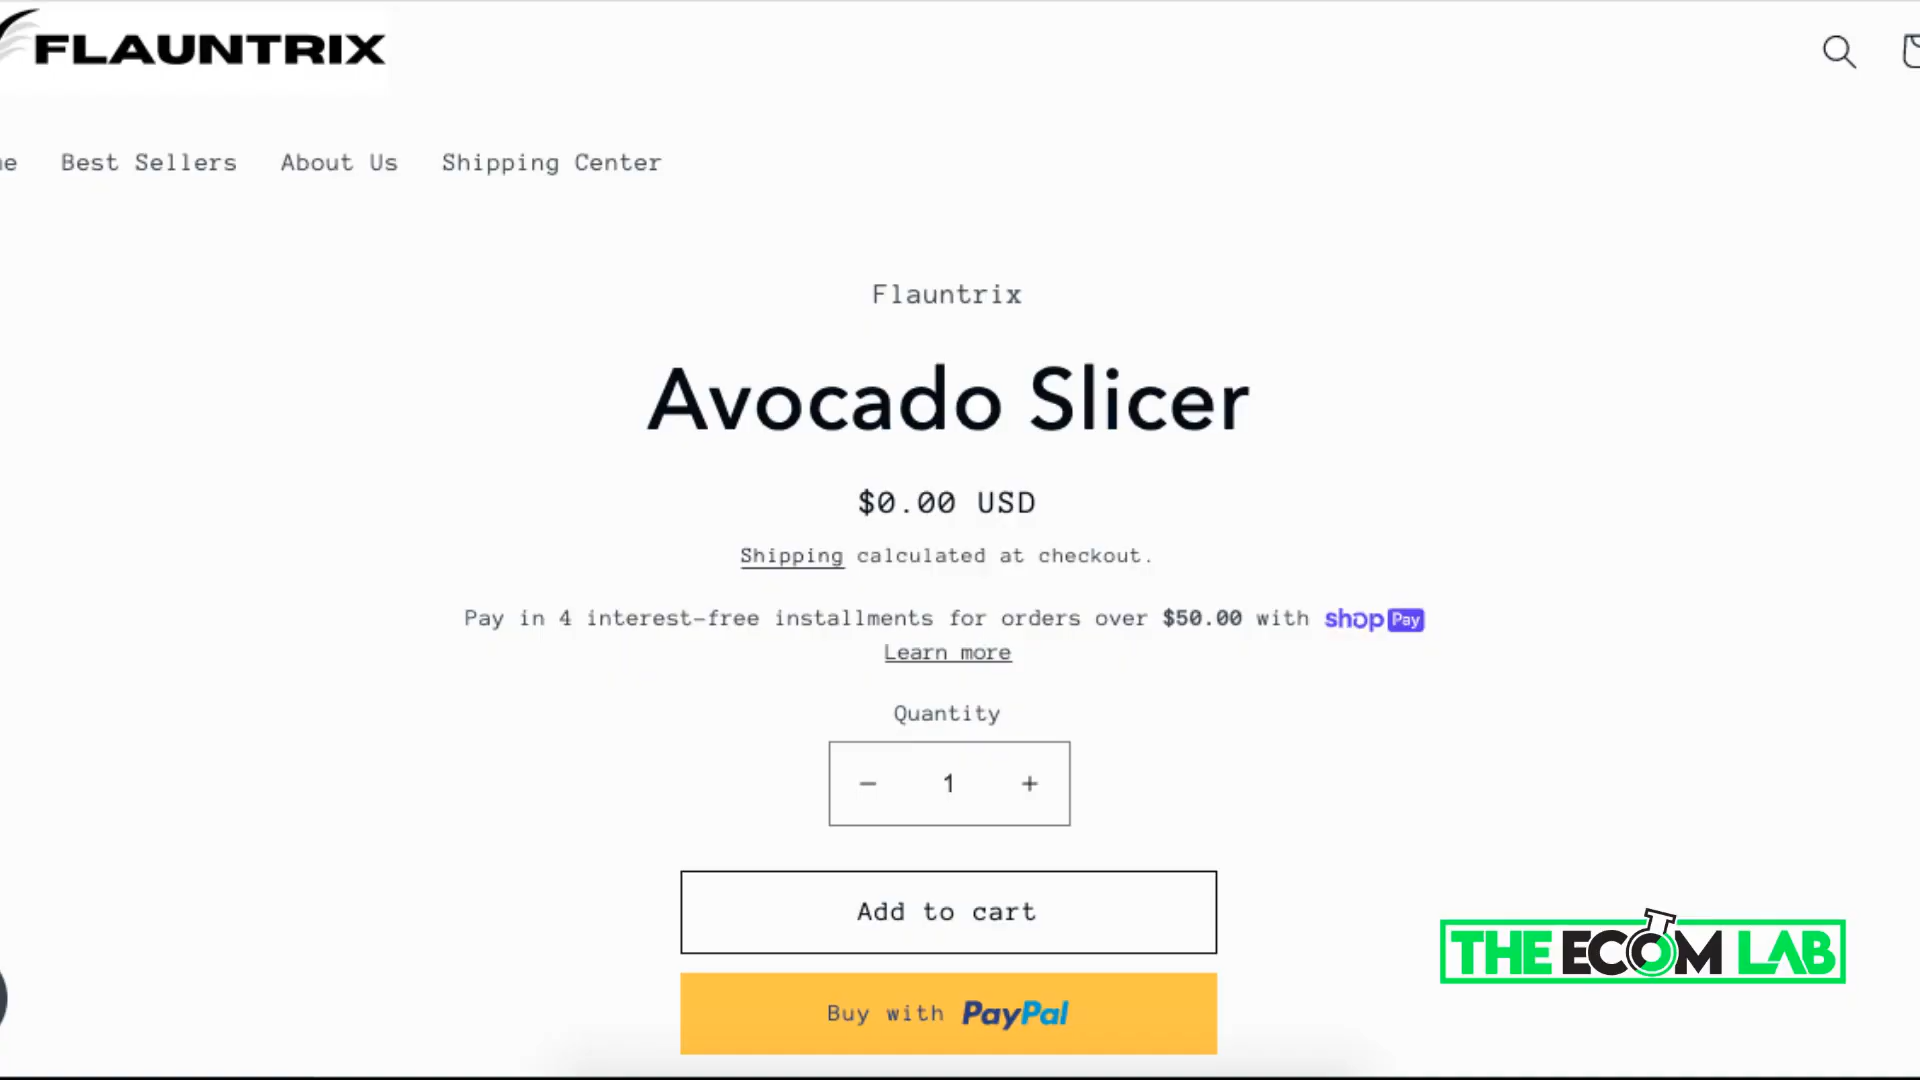 FLAUNTRIX
Best Sellers About Us Shipping Center
Flauntrix
Avocado Slicer
$0.00 USD
Shipping calculated at checkout.
Pay in 4 interest-free installments for orders over $50.00 with shop Pay
Learn more
Quantity
− 1 +
Add to cart
Buy with PayPal
THE ECOM LAB